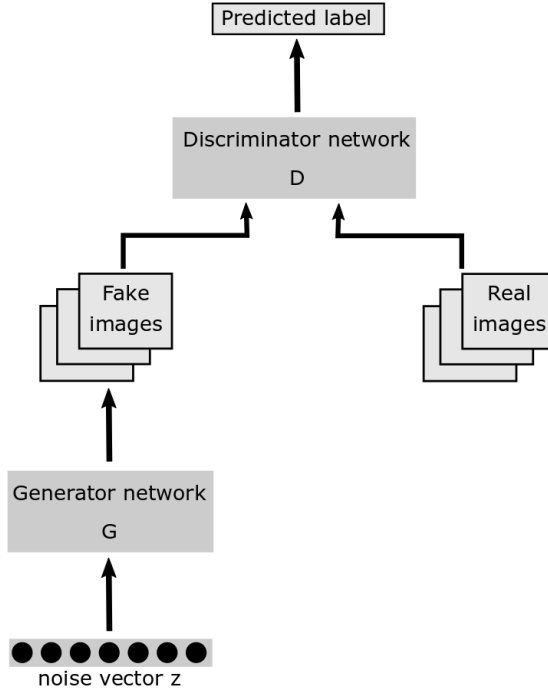 Predicted label
Discriminator network
D
Fake
images
Real
images
Generator network
G
noise vector z